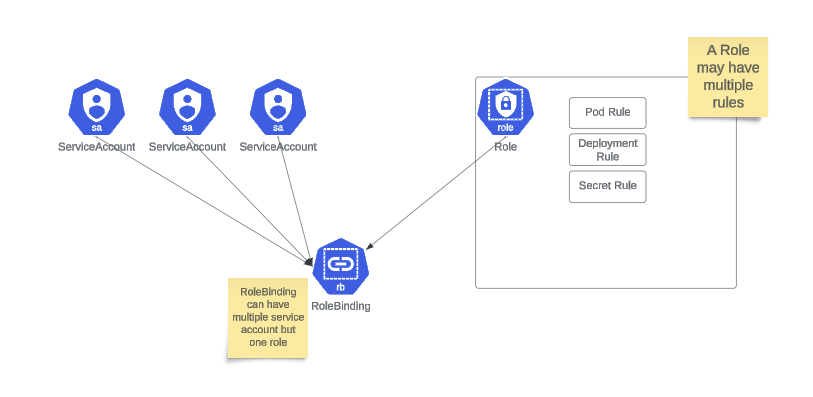 A Role
may have
multiple
rules
sa
sa
sa
ServiceAccount
ServiceAccount
ServiceAccount
role
Role
Pod Rule
Deployment
Rule
Secret Rule
rb
RoleBinding
RoleBinding
can have
multiple service
account but
one role